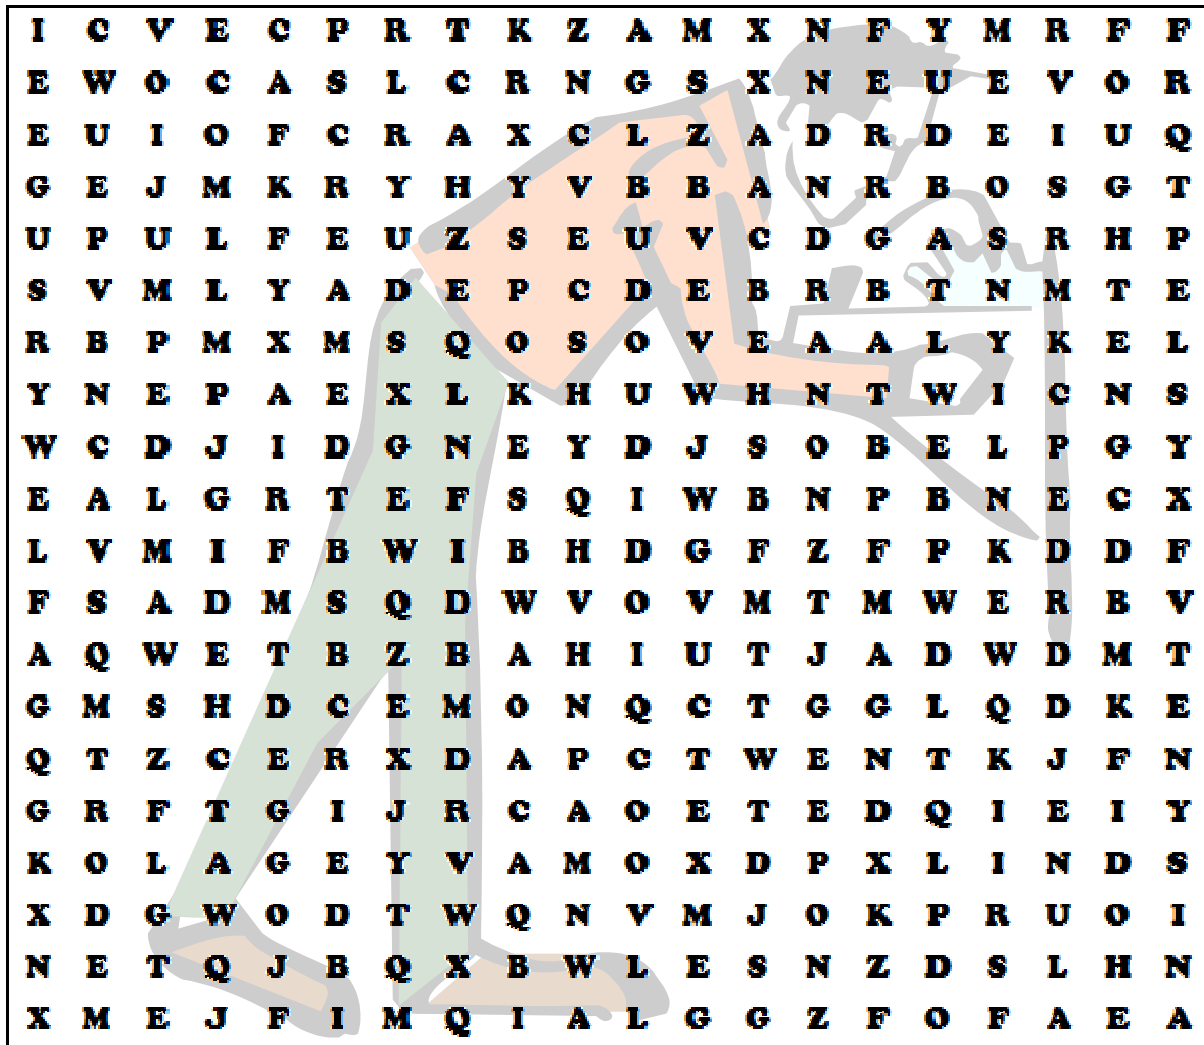 I C V E C P R T K Z A M X N F Y M R F F
E W O C A S L C R N G S X N E U E V O R
E U I O F C R A X C L Z A D R D E I U Q
G E J M K R Y H Y V B B A N R B O S G T
U P U L F E U Z S E U V C D G A S R H P
S V M L Y A D E P C D E B R B T N M T E
R B P M X M S Q O S O V E A A L Y K E L
Y N E P A E X L K H U W H N T W I C N S
W C D J I D G N E Y D J S O B E L P G Y
E A L G R T E F S Q I W B N P B N E C X
L V M I F B W I B H D G F Z F P K D D F
F S A D M S Q D W V O V M T M W E R B V
A Q W E T B Z B A H I U T J A D W D M T
G M S H D C E M O N Q C T G G L Q D K E
Q T Z C E R X D A P C T W E N T K J F N
G R F T G I J R C A O E T E D Q I E I Y
K O L A G E Y V A M O X D P X L I N D S
X D G W O D T W Q N V M J O K P R U O I
N E T Q J B Q X B W L E S N Z D S L H N
X M E J F I M Q I A L G G Z F O F A E A